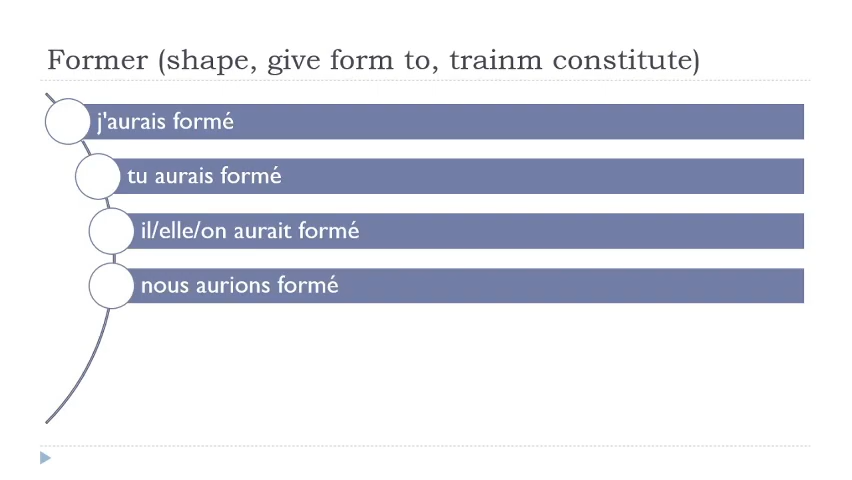 Former (shape, give form to, trainm constitute)
j'aurais formé
tu aurais formé
il/elle/on aurait formé
nous aurions formé